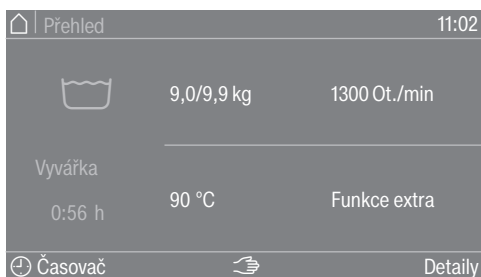 Přehled 11:02
9,0/9,9 kg 1300 Ot./min
Vyvářka
0:56 h
90 °C Funkce extra
Časovač Detaily